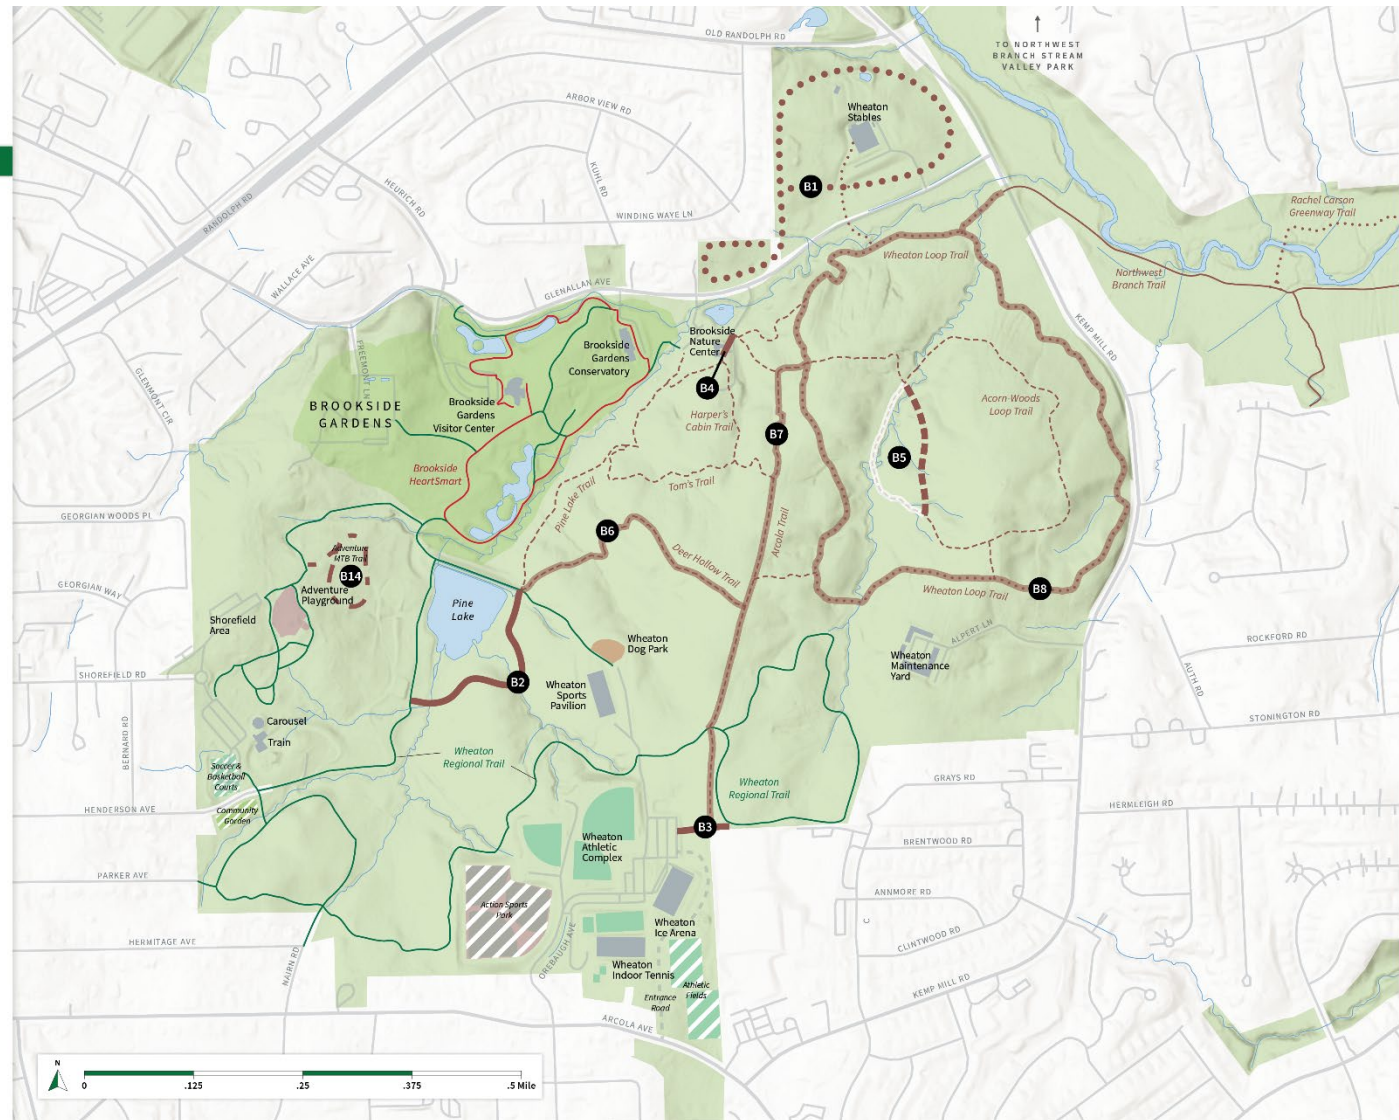 OLD RANDOLPH RD
TO NORTHWEST
BRANCH STREAM
VALLEY PARK
ARBOR VIEW RD
Wheaton
Stables
KUHL RD
HEURICH RD
RANDOLPH RD
B1
WINDING WAYE LN
Rachel Carson
Greenway Trail
WALLACE AVE
Wheaton Loop Trail
Northwest
Branch Trail
GLENALLAN AVE
KEMP MILL RD
Brookside
Nature
Center
Brookside
Gardens
Conservatory
FREEMONT LN
GLENMONT CIR
B4
BROOKSIDE
GARDENS
Brookside
Gardens
Visitor Center
Harper's
Cabin Trail
Acorn-Woods
Loop Trail
B7
B5
Brookside
HeartSmart
Tom's Trail
Pine Lake Trail
GEORGIAN WOODS PL
B6
Arcola Trail
Adventure
MTB Trail
B14
Deer Hollow Trail
GEORGIAN WAY
Adventure
Playground
Pine
Lake
Wheaton Loop Trail
B8
Shorefield
Area
ALPERT LN
ROCKFORD RD
Wheaton
Dog Park
Wheaton
Maintenance
Yard
AUTH RD
SHOREFIELD RD
B2
Wheaton
Sports
Pavilion
STONINGTON RD
Carousel
Train
BERNARD RD
Wheaton
Regional Trail
Soccer &
Basketball
Courts
Wheaton
Regional Trail
GRAYS RD
HENDERSON AVE
Community
Garden
HERMLEIGH RD
B3
Wheaton
Athletic
Complex
BRENTWOOD RD
PARKER AVE
ANNMORE RD
Action Sports
Park
Wheaton
Ice Arena
HERMITAGE AVE
CLINTWOOD RD
NAIRN RD
OREBAUGH AVE
Wheaton
Indoor Tennis
Athletic
Fields
KEMP MILL RD
Entrance
Road
ARCOLA AVE
N
0 .125 .25 .375 .5 Mile